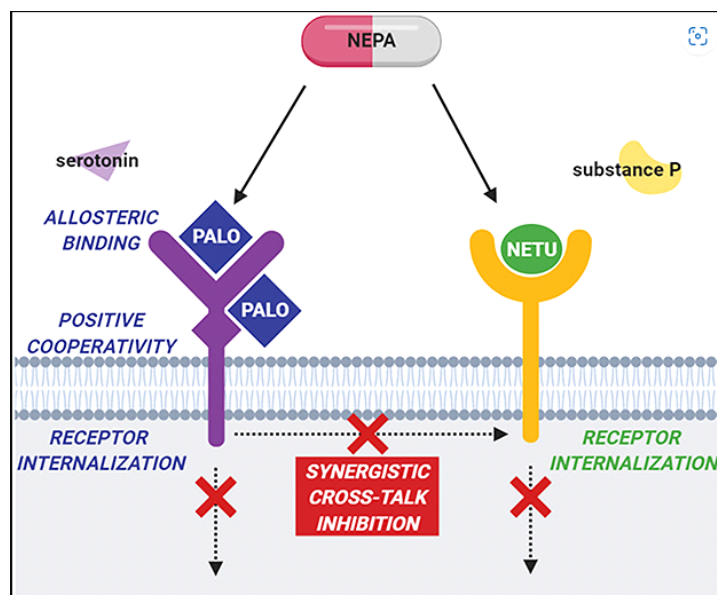 NEPA
serotonin
substance P
ALLOSTERIC
BINDING
PALO
NETU
PALO
POSITIVE
COOPERATIVITY
RECEPTOR
INTERNALIZATION
RECEPTOR
INTERNALIZATION
SYNERGISTIC
CROSS-TALK
INHIBITION